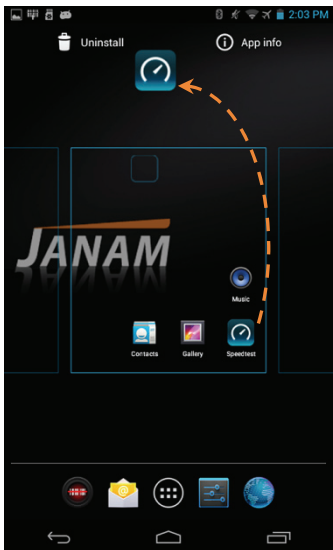 2:03 PM
Uninstall
App info
JANAM
Music
Contacts
Gallery
Speedtest